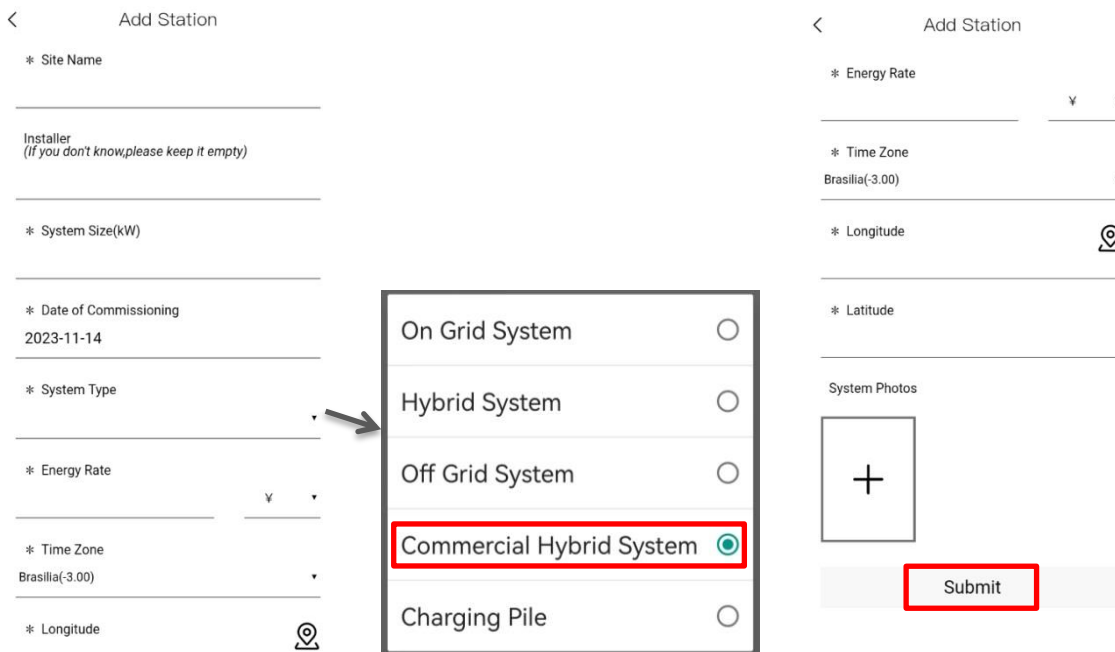 Add Station
* Site Name
Installer
(If you don't know,please keep it empty)
* System Size(kW)
* Date of Commissioning
2023-11-14
* System Type
* Energy Rate
¥
* Time Zone
Brasilia(-3.00)
* Longitude
On Grid System
Hybrid System
Off Grid System
Commercial Hybrid System
Charging Pile
Add Station
* Energy Rate
¥
* Time Zone
Brasilia(-3.00)
* Longitude
* Latitude
System Photos
Submit